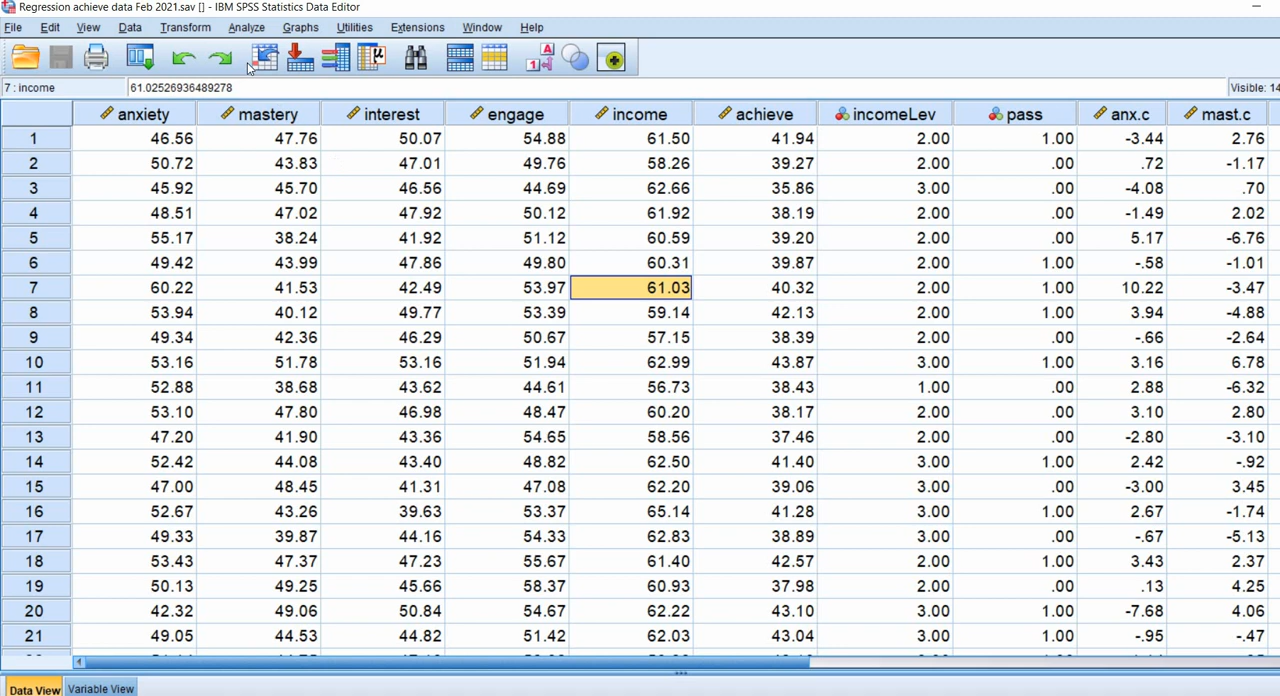 Regression achieve data Feb 2021.sav [] - IBM SPSS Statistics Data Editor
File Edit View Data Transform Analyze Graphs Utilities Extensions Window Help
7 : income 61.02526936489278 Visible: 14
anxiety mastery interest engage income achieve incomeLev pass anx.c mast.c
1 46.56 47.76 50.07 54.88 61.50 41.94 2.00 1.00 -3.44 2.76
2 50.72 43.83 47.01 49.76 58.26 39.27 2.00 .00 .72 -1.17
3 45.92 45.70 46.56 44.69 62.66 35.86 3.00 .00 -4.08 .70
4 48.51 47.02 47.92 50.12 61.92 38.19 2.00 .00 -1.49 2.02
5 55.17 38.24 41.92 51.12 60.59 39.20 2.00 .00 5.17 -6.76
6 49.42 43.99 47.86 49.80 60.31 39.87 2.00 1.00 -.58 -1.01
7 60.22 41.53 42.49 53.97 61.03 40.32 2.00 1.00 10.22 -3.47
8 53.94 40.12 49.77 53.39 59.14 42.13 2.00 1.00 3.94 -4.88
9 49.34 42.36 46.29 50.67 57.15 38.39 2.00 .00 -.66 -2.64
10 53.16 51.78 53.16 51.94 62.99 43.87 3.00 1.00 3.16 6.78
11 52.88 38.68 43.62 44.61 56.73 38.43 1.00 .00 2.88 -6.32
12 53.10 47.80 46.98 48.47 60.20 38.17 2.00 .00 3.10 2.80
13 47.20 41.90 43.36 54.65 58.56 37.46 2.00 .00 -2.80 -3.10
14 52.42 44.08 43.40 48.82 62.50 41.40 3.00 1.00 2.42 -.92
15 47.00 48.45 41.31 47.08 62.20 39.06 3.00 .00 -3.00 3.45
16 52.67 43.26 39.63 53.37 65.14 41.28 3.00 1.00 2.67 -1.74
17 49.33 39.87 44.16 54.33 62.83 38.89 3.00 .00 -.67 -5.13
18 53.43 47.37 47.23 55.67 61.40 42.57 2.00 1.00 3.43 2.37
19 50.13 49.25 45.66 58.37 60.93 37.98 2.00 .00 .13 4.25
20 42.32 49.06 50.84 54.67 62.22 43.10 3.00 1.00 -7.68 4.06
21 49.05 44.53 44.82 51.42 62.03 43.04 3.00 1.00 -.95 -.47
Data View Variable View